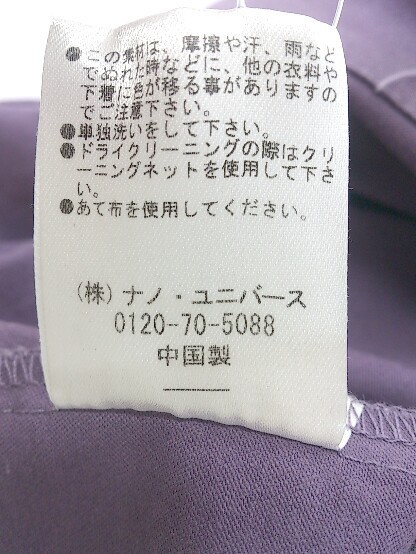 ●この素材は、摩擦や汗、雨など
でぬれた時などに、他の衣料や
下着に色が移る事がありますの
でご注意下さい。
●単独洗いをして下さい。
●ドライクリーニングの際はクリ
ーニングネットを使用して下さ
い。
●あて布を使用してください。
(株)ナノ・ユニバース
0120-70-5088
中国製